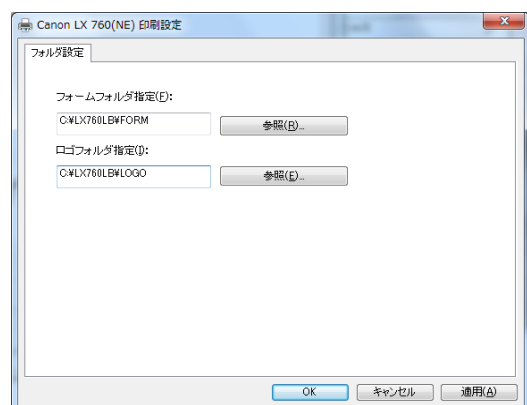 Canon LX 760(NE) 印刷設定
フォルダ設定
フォームフォルダ指定(F):
C:¥LX760LB¥FORM
参照(R)...
ロゴフォルダ指定(I):
C:¥LX760LB¥LOGO
参照(E)...
OK
キャンセル
適用(A)